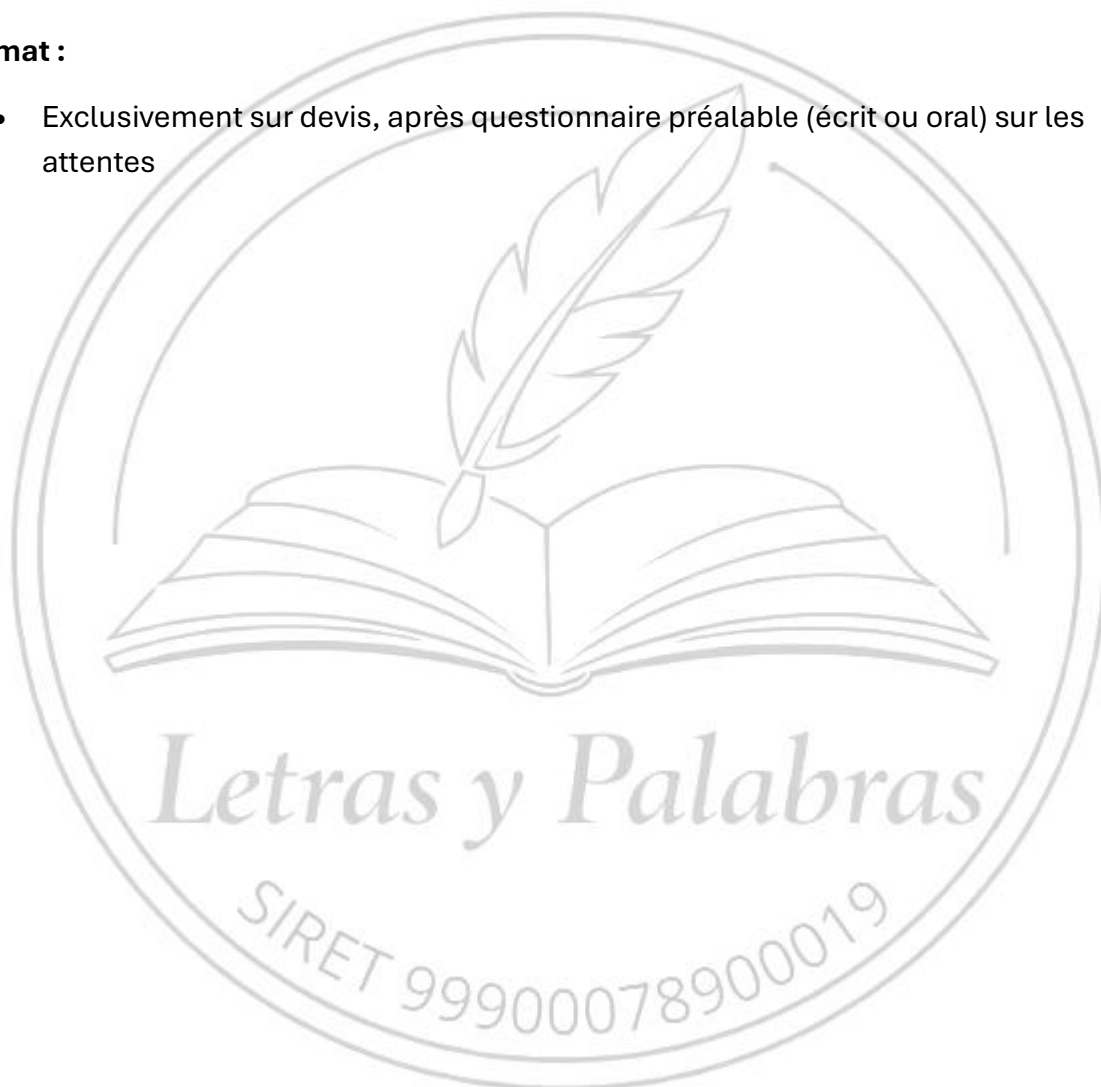 mat :
• Exclusivement sur devis, après questionnaire préalable (écrit ou oral) sur les
attentes
Letras y Palabras
SIRET 99900078900019